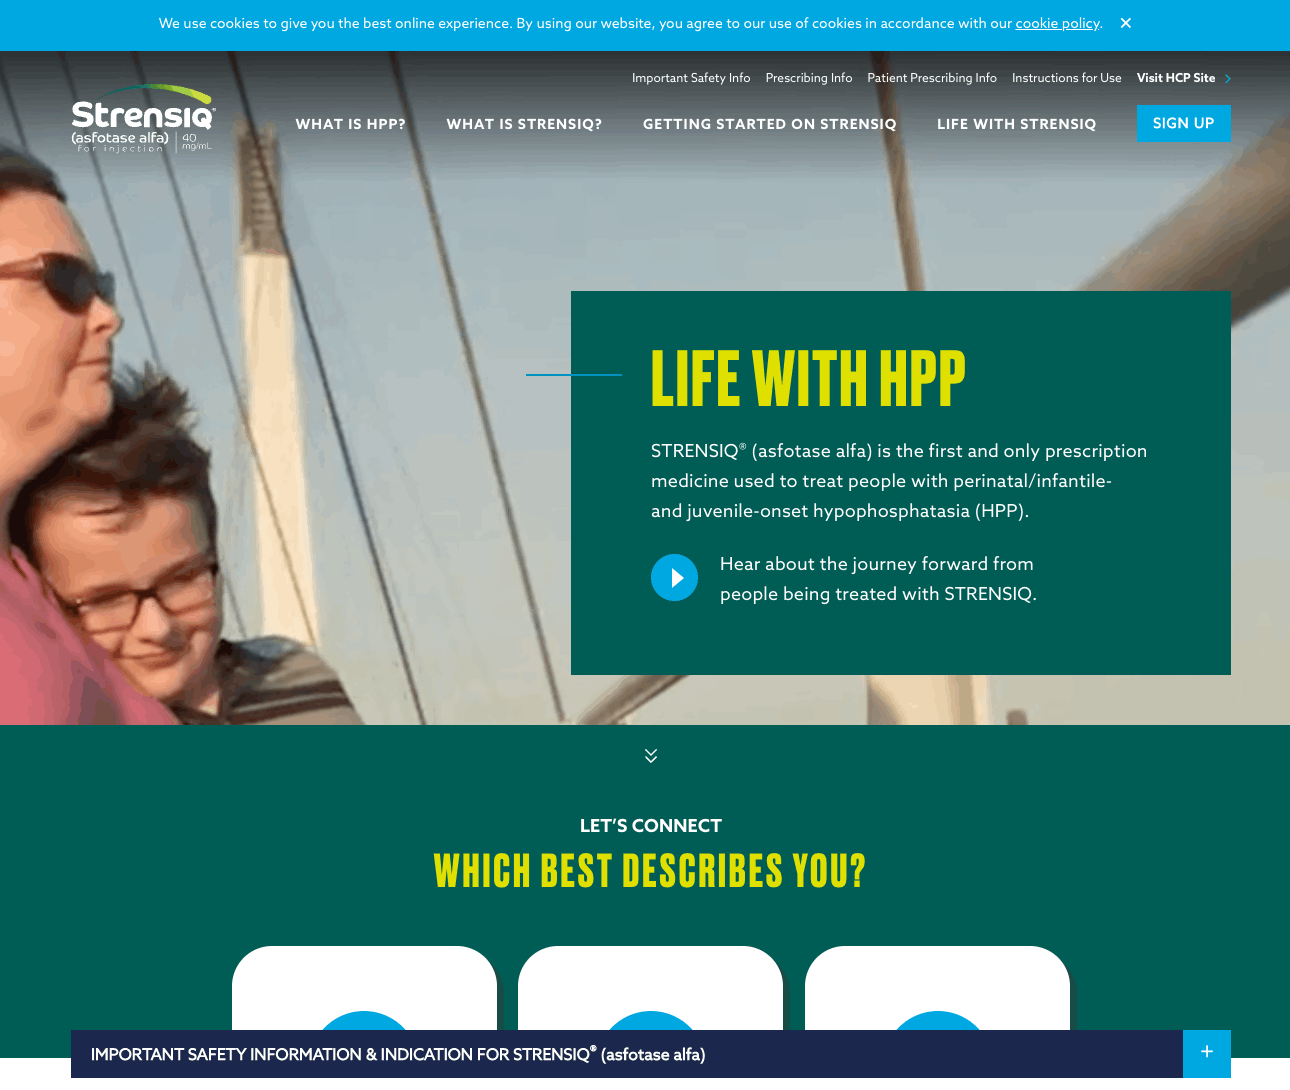 We use cookies to give you the best online experience. By using our website, you agree to our use of cookies in accordance with our cookie policy. ✕
Important Safety Info Prescribing Info Patient Prescribing Info Instructions for Use Visit HCP Site
Strensiq®
(asfotase alfa)
for injection
40
mg/mL
WHAT IS HPP? WHAT IS STRENSIQ? GETTING STARTED ON STRENSIQ LIFE WITH STRENSIQ SIGN UP
LIFE WITH HPP
STRENSIQ® (asfotase alfa) is the first and only prescription
medicine used to treat people with perinatal/infantile-
and juvenile-onset hypophosphatasia (HPP).
Hear about the journey forward from
people being treated with STRENSIQ.
LET’S CONNECT
WHICH BEST DESCRIBES YOU?
IMPORTANT SAFETY INFORMATION & INDICATION FOR STRENSIQ® (asfotase alfa) +